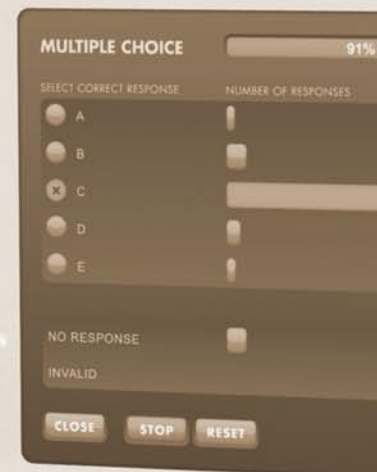 MULTIPLE CHOICE 91%
SELECT CORRECT RESPONSE NUMBER OF RESPONSES
A
B
C
D
E
NO RESPONSE
INVALID
CLOSE STOP RESET